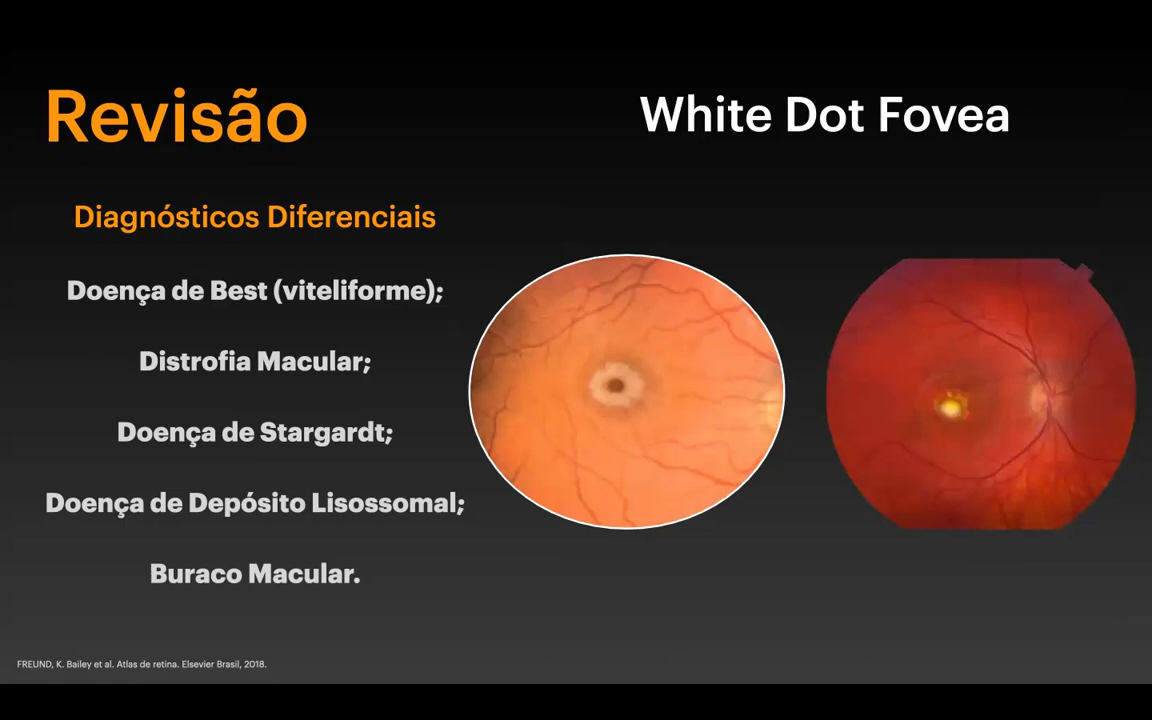 Revisão
White Dot Fovea
Diagnósticos Diferenciais
Doença de Best (viteliforme);
Distrofia Macular;
Doença de Stargardt;
Doença de Depósito Lisossomal;
Buraco Macular.
FREUND, K. Bailey et al. Atlas de retina. Elsevier Brasil, 2018.